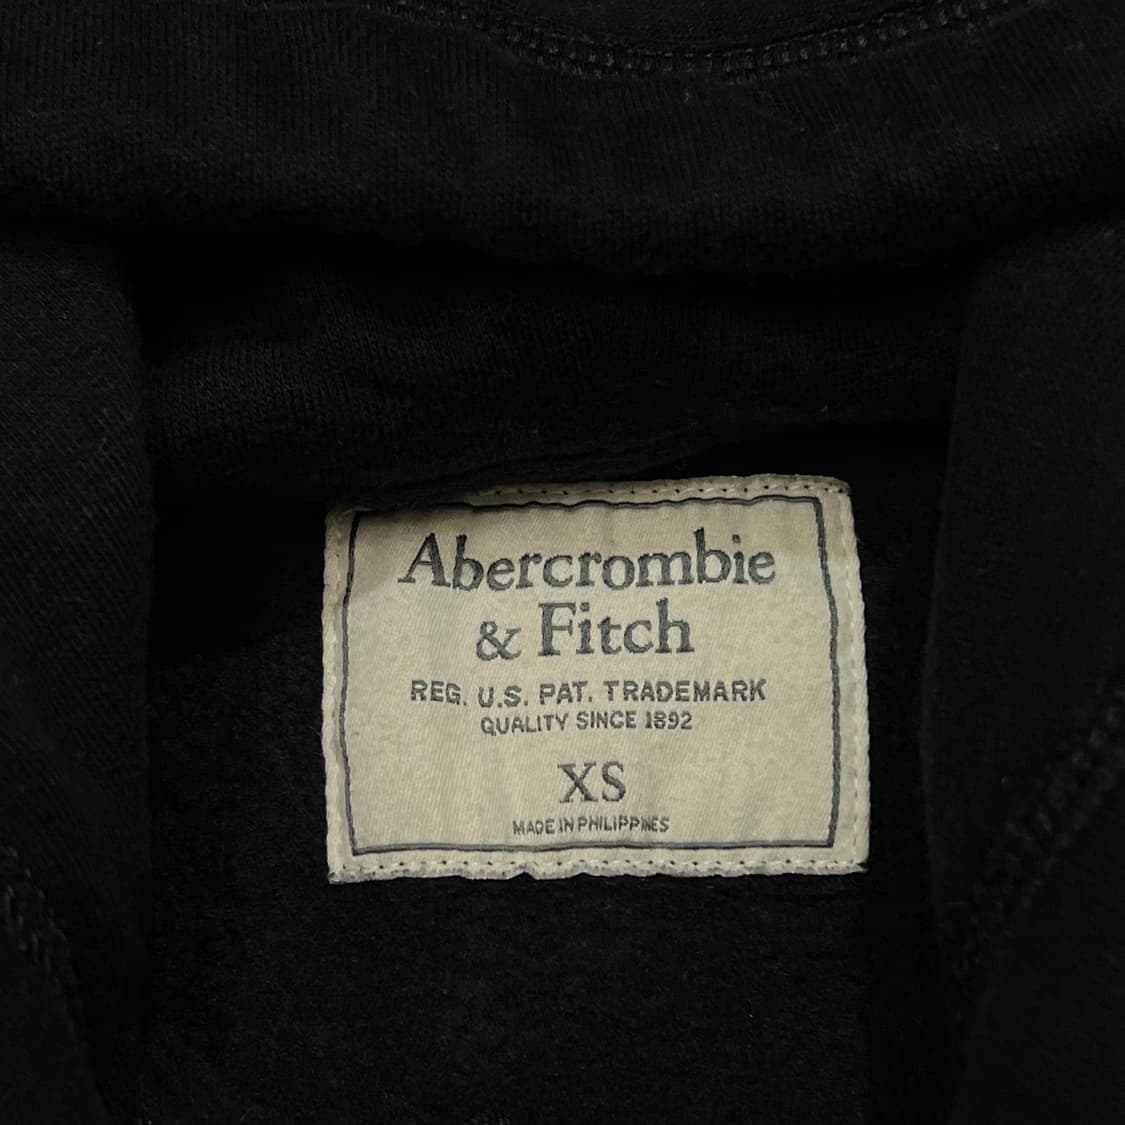 Abercrombie
& Fitch
REG. U.S. PAT. TRADEMARK
QUALITY SINCE 1892
XS
MADE IN PHILIPPINES